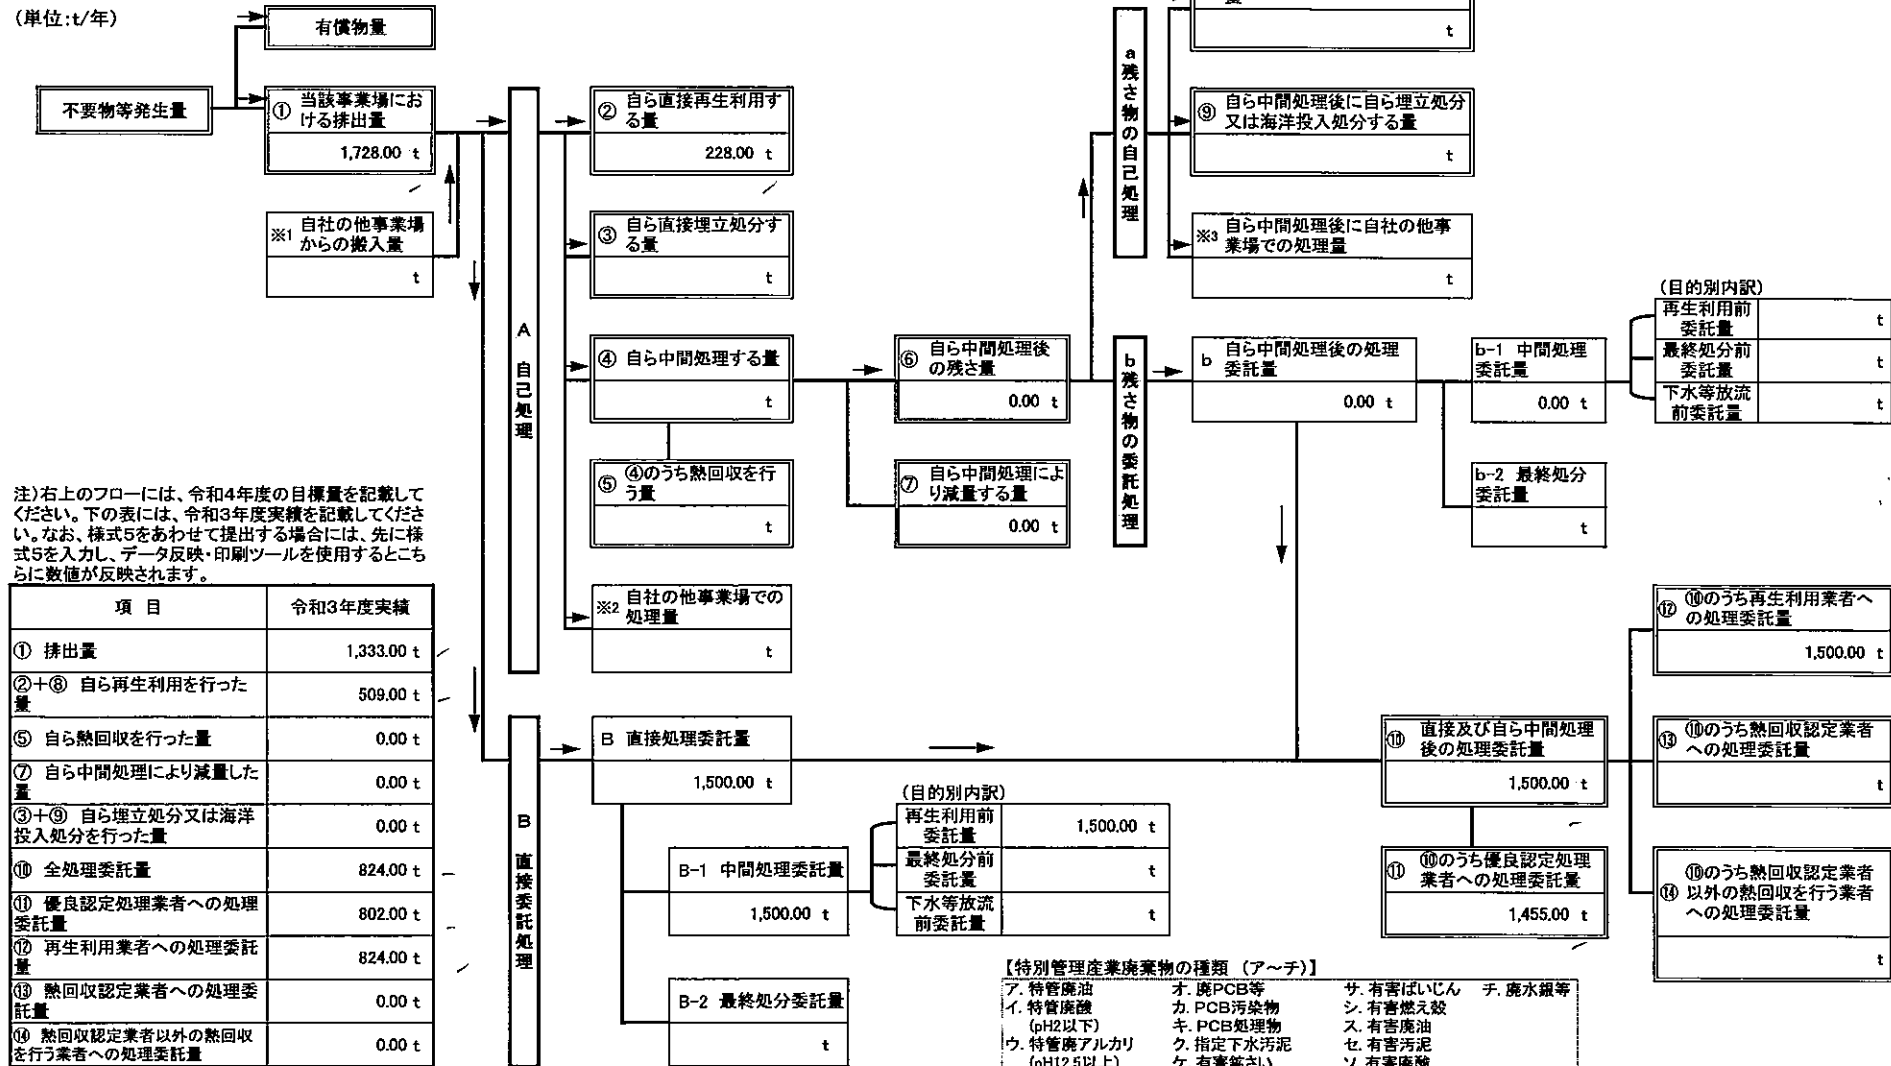 (単位:t/年)
有償物量
不要物等発生量
① 当該事業場にお
ける排出量
1,728.00 t
※1 自社の他事業場
からの搬入量
t
A 自己処理
② 自ら直接再生利用す
る量
228.00 t
③ 自ら直接埋立処分す
る量
t
④ 自ら中間処理する量
t
⑤ ④のうち熱回収を行
う量
t
※2 自社の他事業場での
処理量
t
⑥ 自ら中間処理後
の残さ量
0.00 t
⑦ 自ら中間処理によ
り減量する量
0.00 t
a 残さ物の自己処理
量
t
⑨ 自ら中間処理後に自ら埋立処分
又は海洋投入処分する量
t
※3 自ら中間処理後に自社の他事
業場での処理量
t
b 残さ物の委託処理
b 自ら中間処理後の処理
委託量
0.00 t
b-1 中間処理
委託量
0.00 t
b-2 最終処分
委託量
t
(目的別内訳)
再生利用前
委託量
t
最終処分前
委託量
t
下水等放流
前委託量
t
注)右上のフローには、令和4年度の目標量を記載して
ください。下の表には、令和3年度実績を記載してくださ
い。なお、様式5をあわせて提出する場合には、先に様
式5を入力し、データ反映・印刷ツールを使用するとこち
らに数値が反映されます。
項 目 令和3年度実績
① 排出量 1,333.00 t
②+⑧ 自ら再生利用を行った
量 509.00 t
⑤ 自ら熱回収を行った量 0.00 t
⑦ 自ら中間処理により減量した
量 0.00 t
③+⑨ 自ら埋立処分又は海洋
投入処分を行った量 0.00 t
⑩ 全処理委託量 824.00 t
⑪ 優良認定処理業者への処理
委託量 802.00 t
⑫ 再生利用業者への処理委託
量 824.00 t
⑬ 熱回収認定業者への処理委
託量 0.00 t
⑭ 熱回収認定業者以外の熱回収
を行う業者への処理委託量 0.00 t
B 直接委託処理
B 直接処理委託量
1,500.00 t
B-1 中間処理委託量
1,500.00 t
B-2 最終処分委託量
t
(目的別内訳)
再生利用前
委託量
1,500.00 t
最終処分前
委託量
t
下水等放流
前委託量
t
⑩ 直接及び自ら中間処理
後の処理委託量
1,500.00 t
⑪ ⑩のうち優良認定処理
業者への処理委託量
1,455.00 t
⑫ ⑩のうち再生利用業者へ
の処理委託量
1,500.00 t
⑬ ⑩のうち熱回収認定業者
への処理委託量
t
⑭ ⑩のうち熱回収認定業者
以外の熱回収を行う業者
への処理委託量
t
【特別管理産業廃棄物の種類 (ア~チ)】
ア. 特管廃油 オ. 廃PCB等 サ. 有害ばいじん チ. 廃水銀等
イ. 特管廃酸 カ. PCB汚染物 シ. 有害燃え殻
(pH2以下) キ. PCB処理物 ス. 有害廃油
ウ. 特管廃アルカリ ク. 指定下水汚泥 セ. 有害汚泥
(pH12.5以上) ケ. 有害鉱さい ソ. 有害廃酸